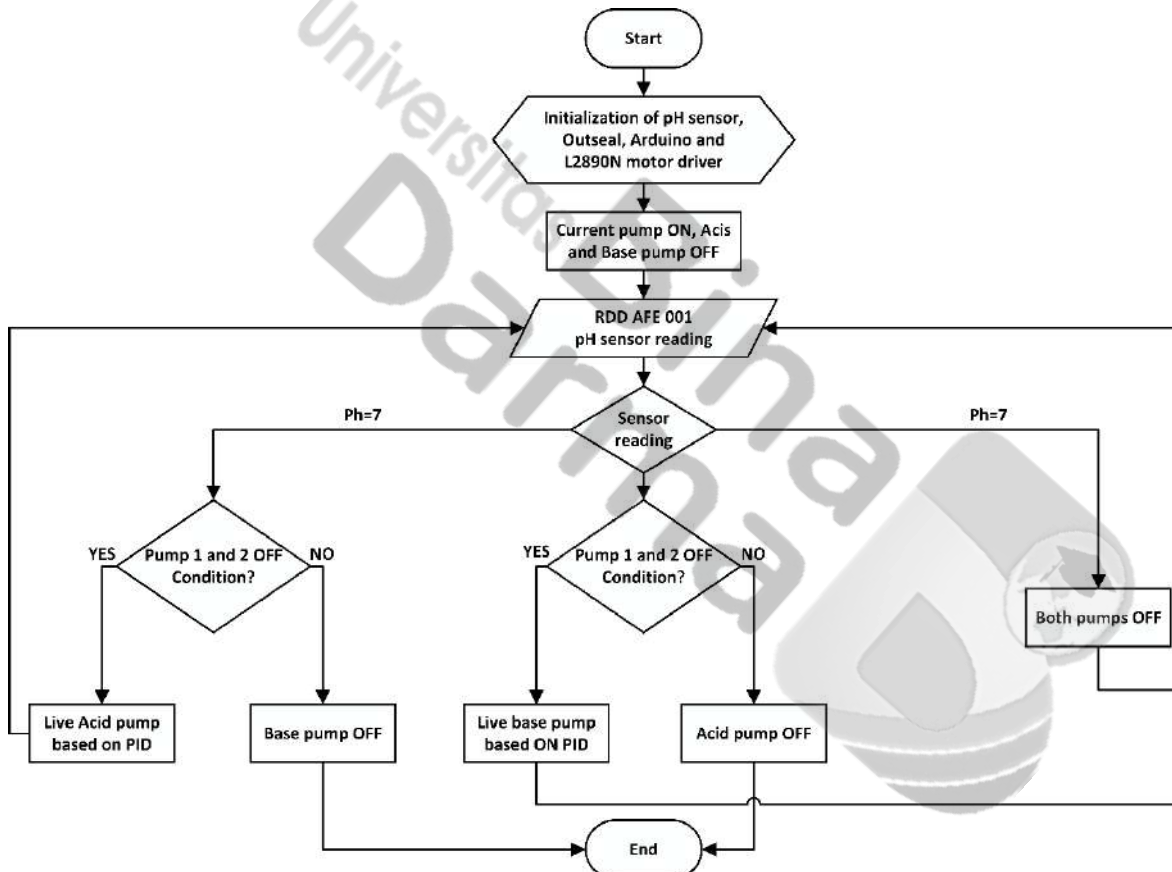 Universitas
Bina
Darma
Start
Initialization of pH sensor,
Outseal, Arduino and
L2890N motor driver
Current pump ON, Acis
and Base pump OFF
RDD AFE 001
pH sensor reading
Ph=7
Sensor
reading
Ph=7
YES
Pump 1 and 2 OFF
Condition?
NO
YES
Pump 1 and 2 OFF
Condition?
NO
Both pumps OFF
Live Acid pump
based on PID
Base pump OFF
Live base pump
based ON PID
Acid pump OFF
End